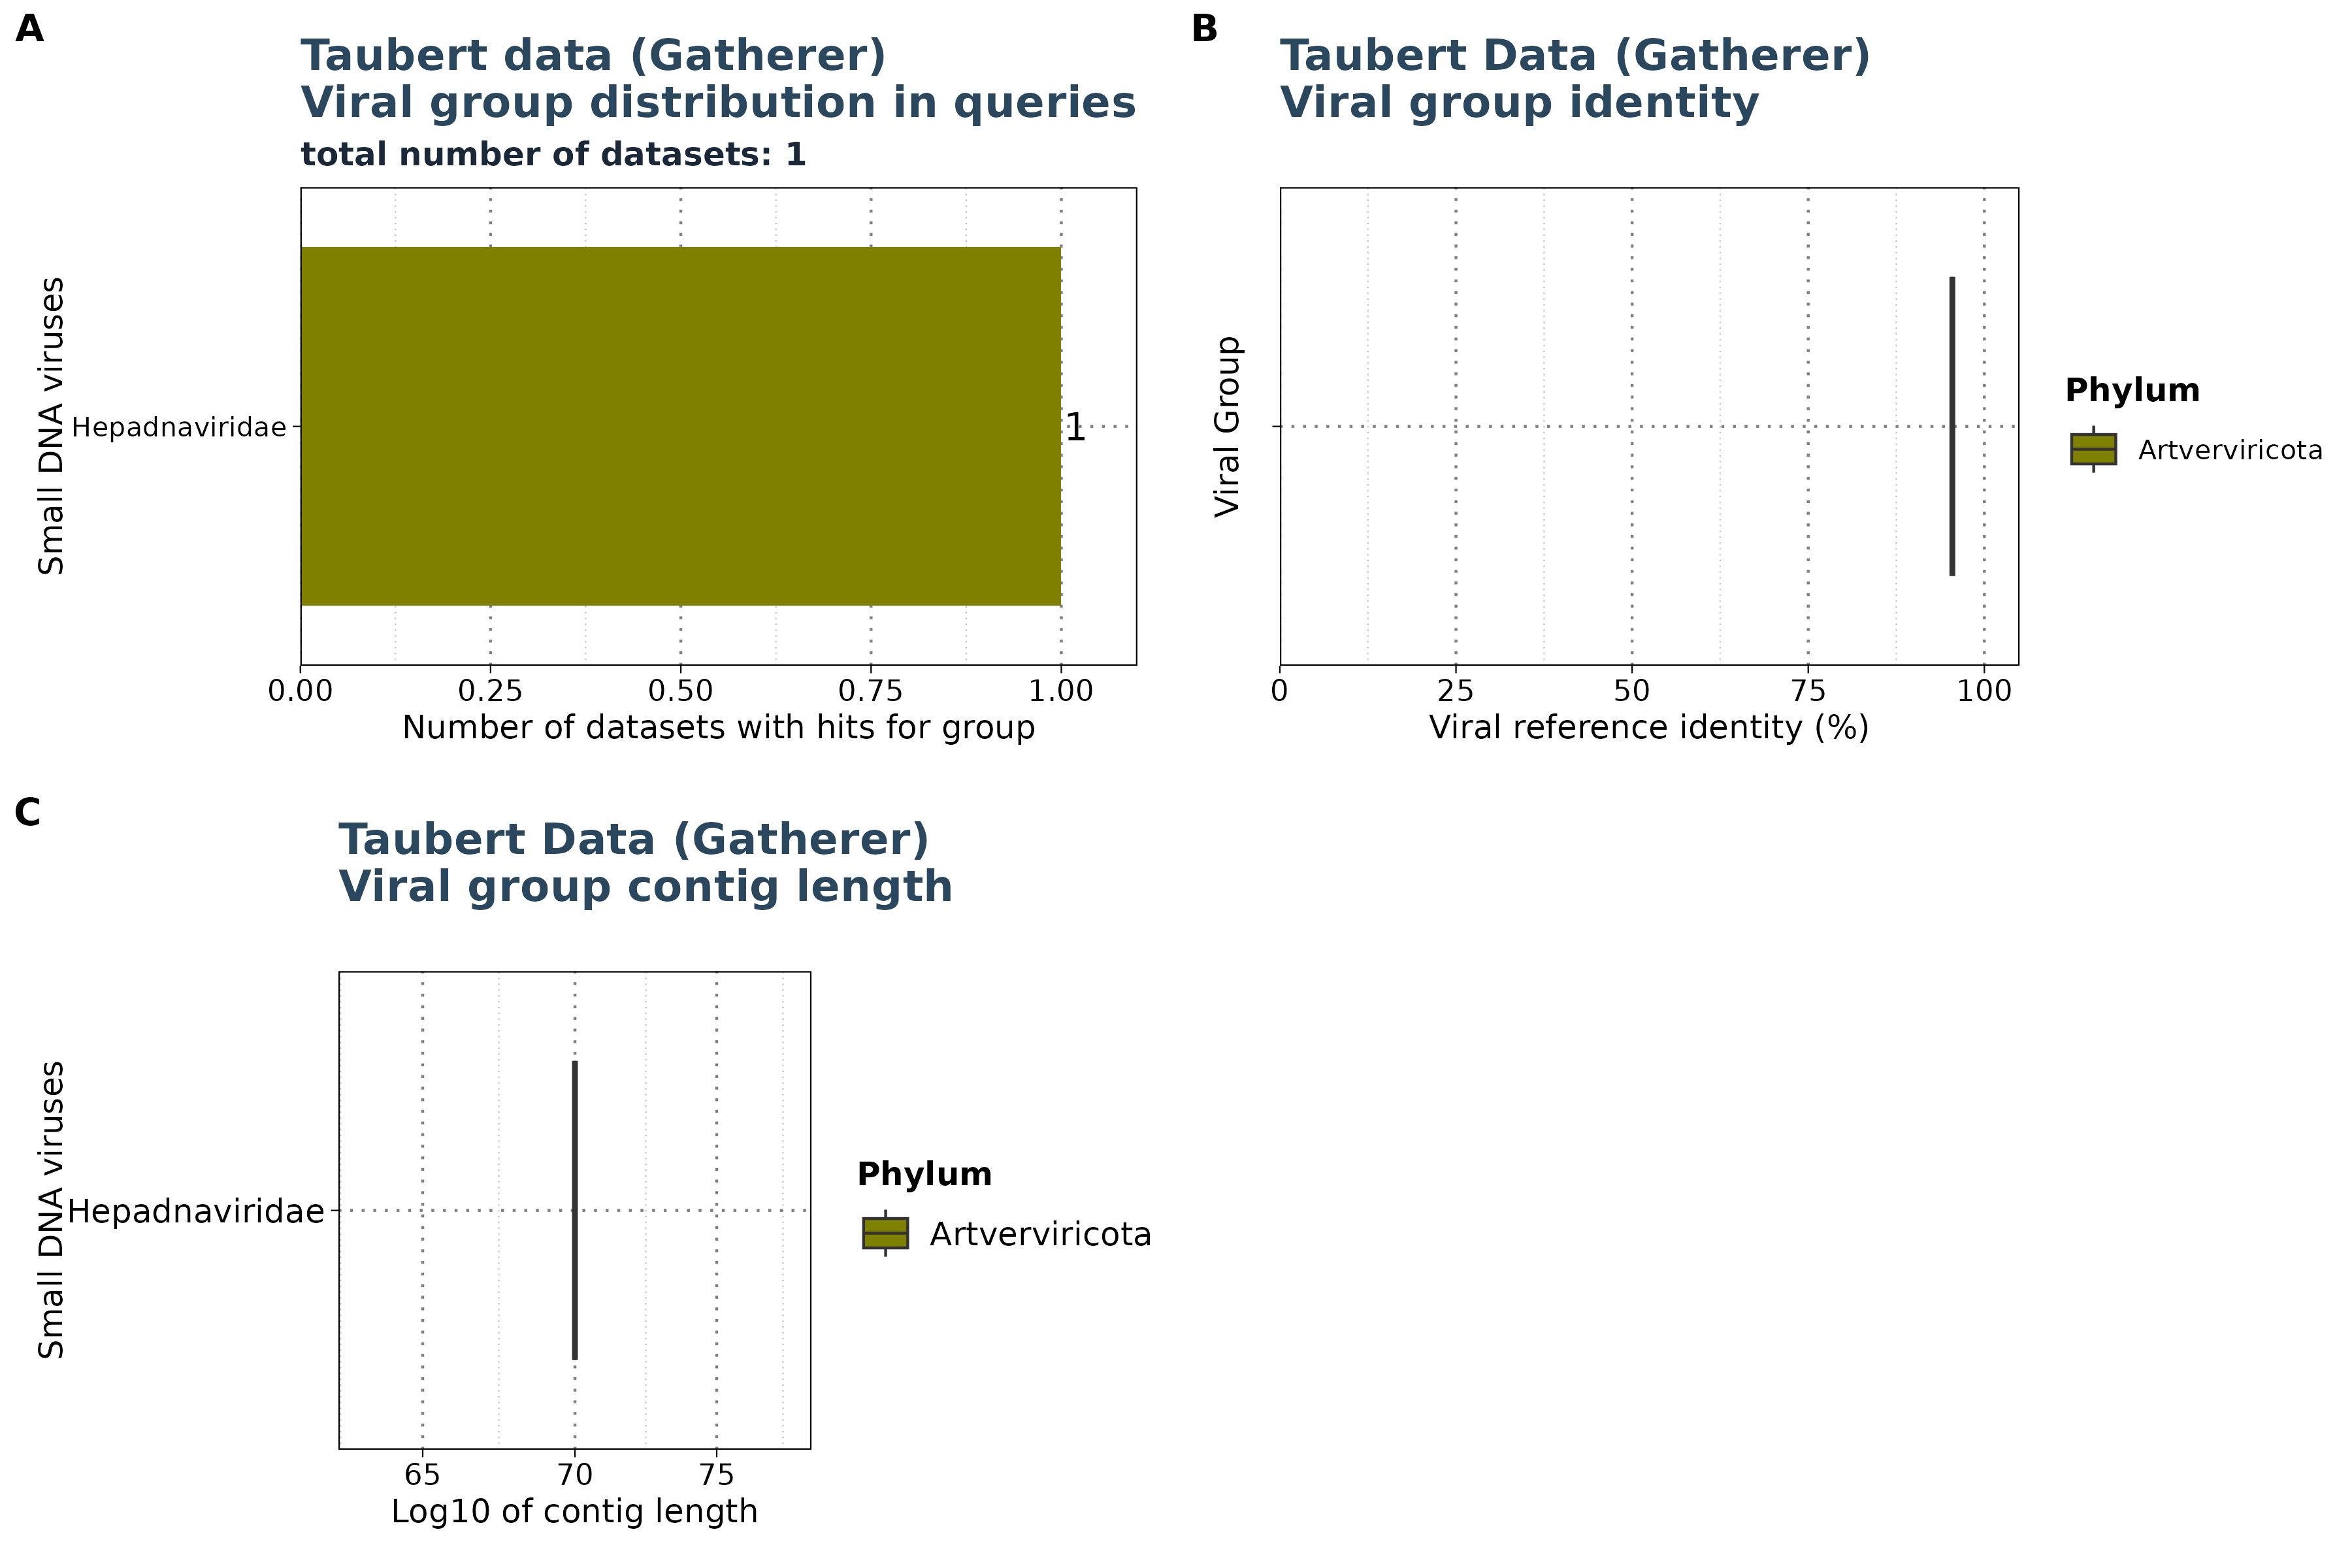 A
Taubert data (Gatherer)
Viral group distribution in queries
total number of datasets: 1
Small DNA viruses
Hepadnaviridae
1
0.00 0.25 0.50 0.75 1.00
Number of datasets with hits for group
B
Taubert Data (Gatherer)
Viral group identity
Viral Group
0 25 50 75 100
Viral reference identity (%)
Phylum
Artverviricota
C
Taubert Data (Gatherer)
Viral group contig length
Small DNA viruses
Hepadnaviridae
65 70 75
Log10 of contig length
Phylum
Artverviricota